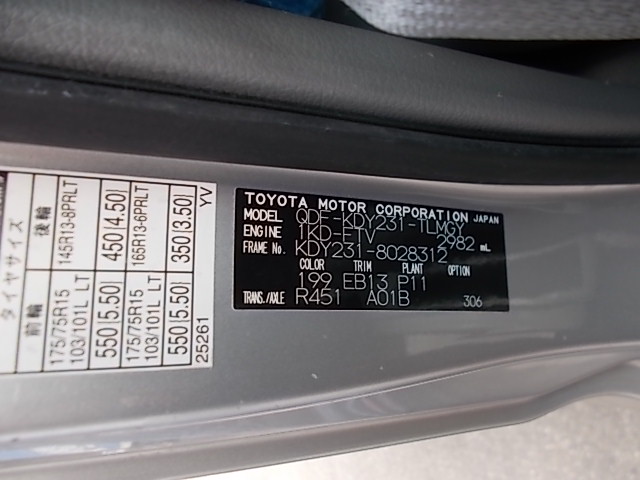 TOYOTA MOTOR CORPORATION JAPAN
MODEL QDF-KDY231-TLMGY
ENGINE 1KD-FTV 2982 mL
FRAME No. KDY231-8028312
COLOR TRIM PLANT OPTION
199 EB13 P11
TRANS./AXLE R451 A01B 306
タイヤサイズ
前輪 後輪
175/75R15 103/101L LT 145R13-8PRLT
550{5.50} 450{4.50}
175/75R15 103/101L LT 165R13-6PRLT
550{5.50} 350{3.50}
25261 YV